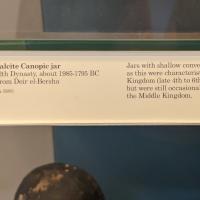 alcite Canopic jar
th Dynasty, about 1985-1795 BC
rom Deir el-Bersha
Jars with shallow conve
as this were characteris
Kingdom (late 4th to 6th
but were still occasional
the Middle Kingdom.